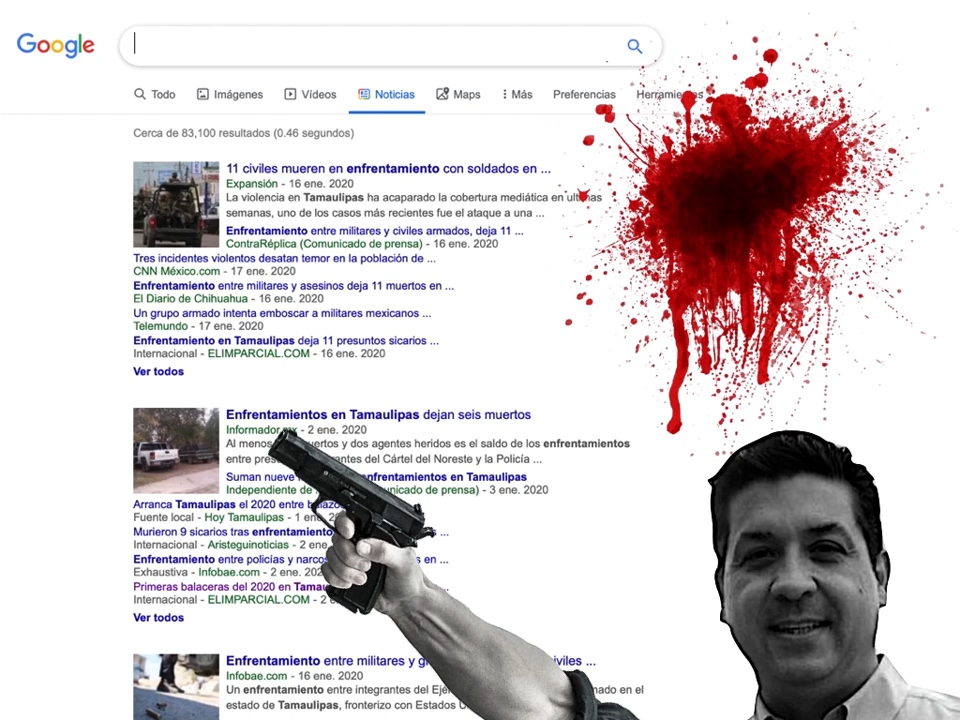 Google
Todo Imágenes Vídeos Noticias Maps Más Preferencias Herramientas
Cerca de 83,100 resultados (0.46 segundos)
11 civiles mueren en enfrentamiento con soldados en ...
Expansión - 16 ene. 2020
La violencia en Tamaulipas ha acaparado la cobertura mediática en últimas
semanas, uno de los casos más recientes fue el ataque a una ...
Enfrentamiento entre militares y civiles armados, deja 11 ...
ContraRéplica (Comunicado de prensa) - 16 ene. 2020
Tres incidentes violentos desatan temor en la población de ...
CNN México.com - 17 ene. 2020
Enfrentamiento entre militares y asesinos deja 11 muertos en ...
El Diario de Chihuahua - 16 ene. 2020
Un grupo armado intenta emboscar a militares mexicanos ...
Telemundo - 17 ene. 2020
Enfrentamiento en Tamaulipas deja 11 presuntos sicarios ...
Internacional - ELIMPARCIAL.COM - 16 ene. 2020
Ver todos
Enfrentamientos en Tamaulipas dejan seis muertos
Informador.mx - 2 ene. 2020
Al menos muertos y dos agentes heridos es el saldo de los enfrentamientos
entre antes del Cártel del Noreste y la Policía ...
Suman nueve enfrentamientos en Tamaulipas
Independiente de (Comunicado de prensa) - 3 ene. 2020
Arranca Tamaulipas el 2020 entre balazos
Fuente local - Hoy Tamaulipas - 1 ene. 20
Murieron 9 sicarios tras enfrentamiento ...
Internacional - Aristeguinoticias - 2 ene.
Enfrentamiento entre policías y narcos en ...
Exhaustiva - Infobae.com - 2 ene. 202
Primeras balaceras del 2020 en Tamau ...
Internacional - ELIMPARCIAL.COM - 2 e
Ver todos
Enfrentamiento entre militares y civiles ...
Infobae.com - 16 ene. 2020
Un enfrentamiento entre integrantes del Ejér mado en el
estado de Tamaulipas, fronterizo con Estados U